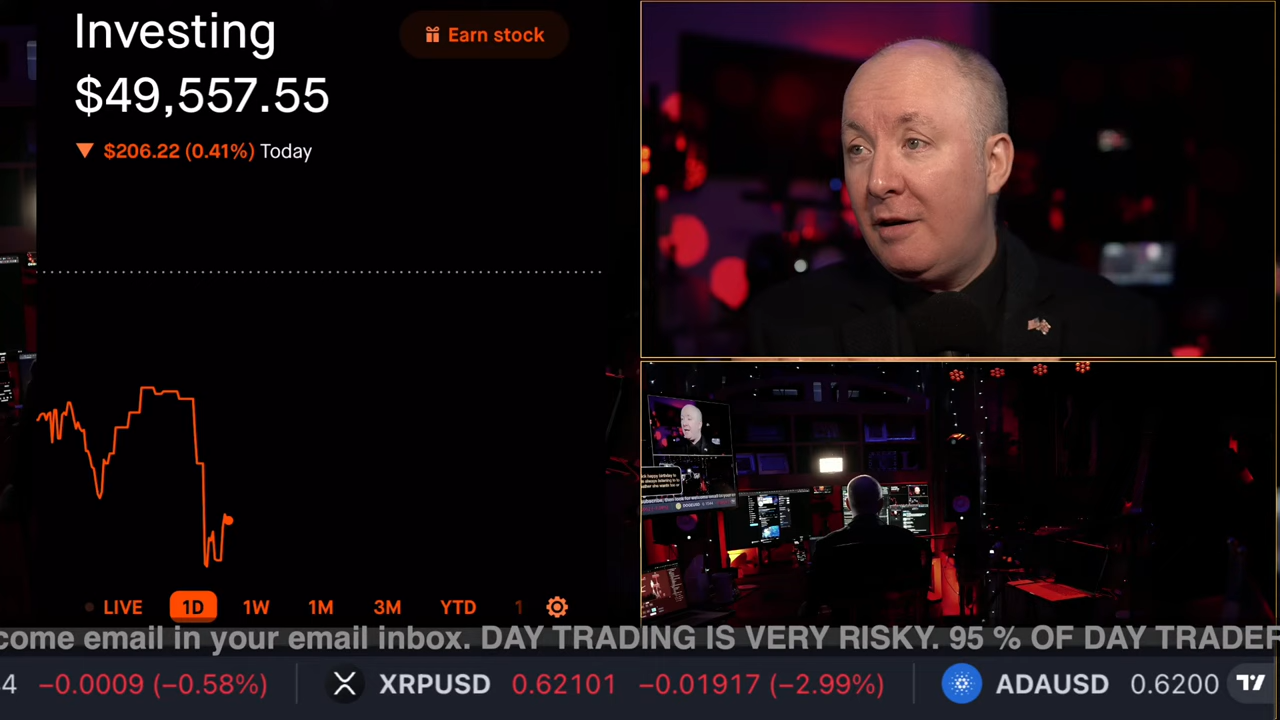 Investing
Earn stock
$49,557.55
$206.22 (0.41%) Today
LIVE 1D 1W 1M 3M YTD 1
come email in your email inbox. DAY TRADING IS VERY RISKY. 95 % OF DAY TRADER
4 −0.0009 (−0.58%) XRPUSD 0.62101 −0.01917 (−2.99%) ADAUSD 0.6200